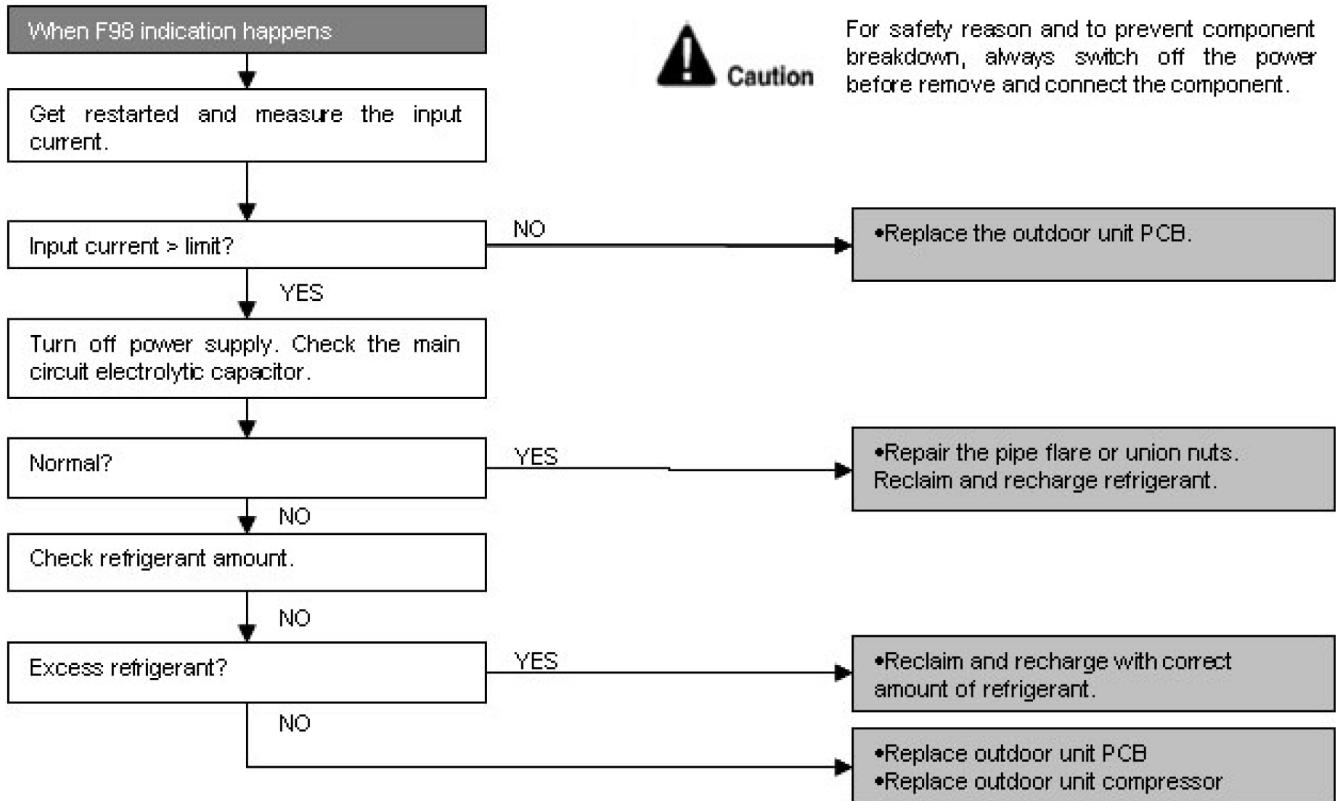 When F98 indication happens
Caution
For safety reason and to prevent component
breakdown, always switch off the power
before remove and connect the component.
Get restarted and measure the input
current.
Input current > limit?
NO
•Replace the outdoor unit PCB.
YES
Turn off power supply. Check the main
circuit electrolytic capacitor.
Normal?
YES
•Repair the pipe flare or union nuts.
Reclaim and recharge refrigerant.
NO
Check refrigerant amount.
NO
Excess refrigerant?
YES
•Reclaim and recharge with correct
amount of refrigerant.
NO
•Replace outdoor unit PCB
•Replace outdoor unit compressor